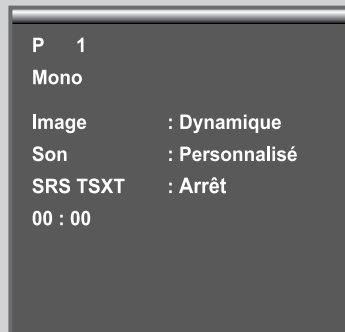 P 1
Mono
Image : Dynamique
Son : Personnalisé
SRS TSXT : Arrêt
00 : 00